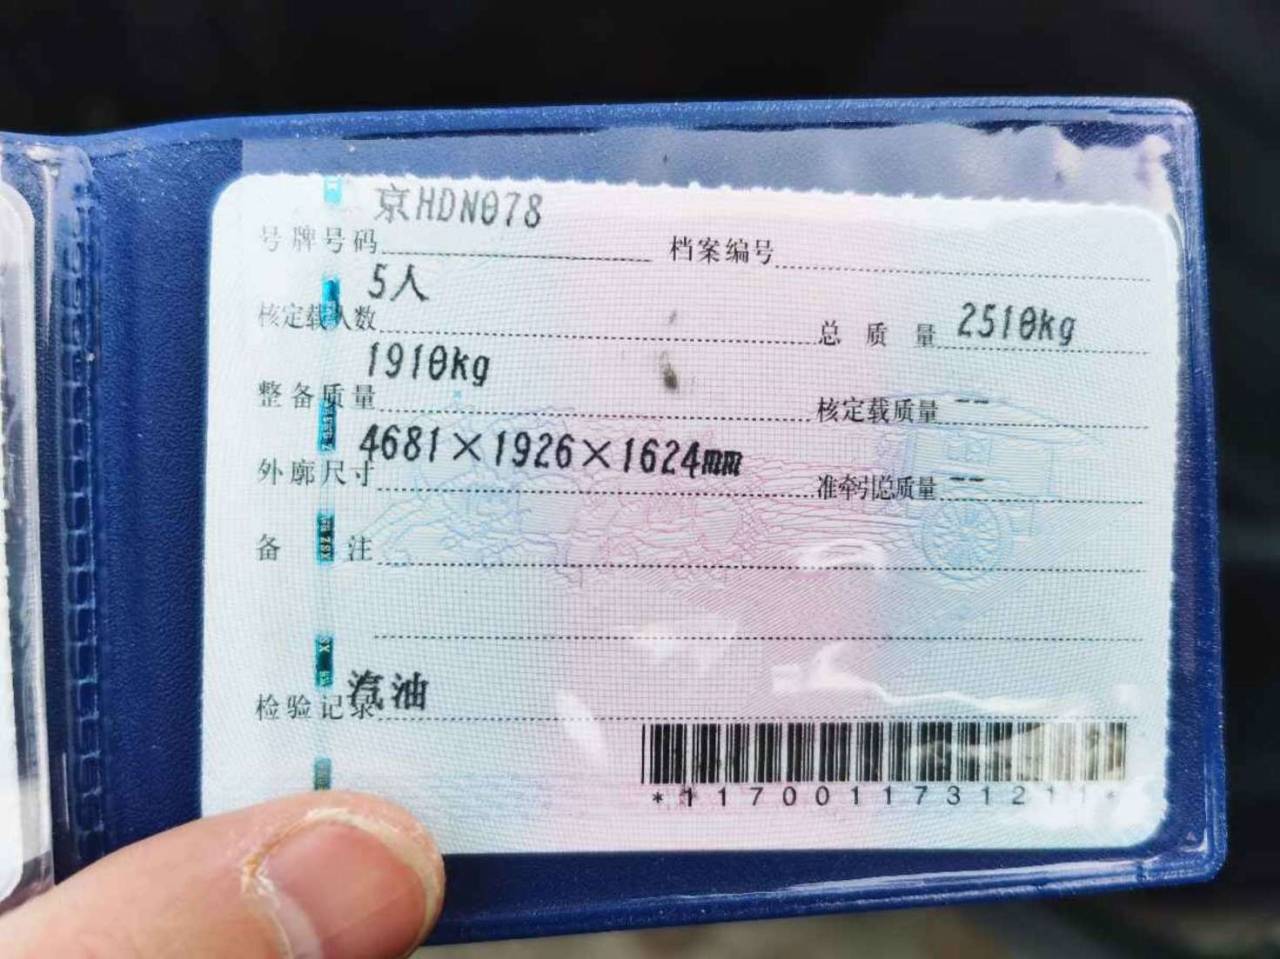 号牌号码 京HDN078 档案编号
核定载人数 5人 总质量 2510kg
整备质量 1910kg 核定载质量 --
外廓尺寸 4681×1926×1624mm 准牵引总质量 --
备注
检验记录 汽油
*117001173121